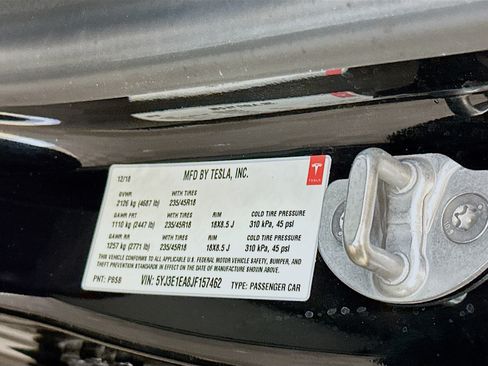 12/18 MFD BY TESLA, INC.
TESLA
GVWR WITH TIRES
2126 kg (4687 lb) 235/45R18
GAWR FRT WITH TIRES RIM COLD TIRE PRESSURE
1110 kg (2447 lb) 235/45R18 18X8.5 J 310 kPa, 45 psi
GAWR RR WITH TIRES RIM COLD TIRE PRESSURE
1257 kg (2771 lb) 235/45R18 18X8.5 J 310 kPa, 45 psi
THIS VEHICLE CONFORMS TO ALL APPLICABLE U.S. FEDERAL MOTOR VEHICLE SAFETY, BUMPER, AND
THEFT PREVENTION STANDARDS IN EFFECT ON THE DATE OF MANUFACTURE SHOWN ABOVE.
PNT: PBSB VIN: 5YJ3E1EA8JF157462 TYPE: PASSENGER CAR